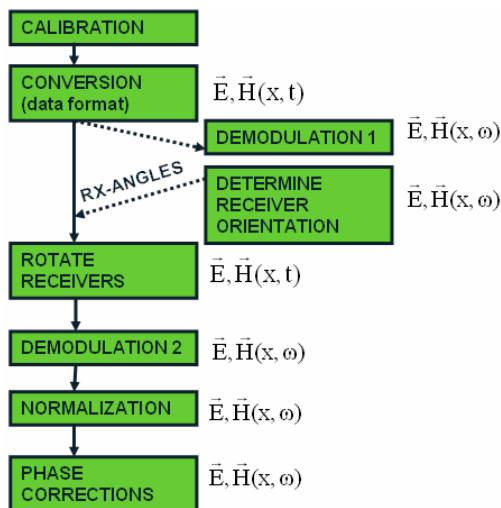 CALIBRATION
CONVERSION
(data format)
E⃗, H⃗(x, t)
DEMODULATION 1
E⃗, H⃗(x, ω)
RX-ANGLES
DETERMINE
RECEIVER
ORIENTATION
E⃗, H⃗(x, ω)
ROTATE
RECEIVERS
E⃗, H⃗(x, t)
DEMODULATION 2
E⃗, H⃗(x, ω)
NORMALIZATION
E⃗, H⃗(x, ω)
PHASE
CORRECTIONS
E⃗, H⃗(x, ω)